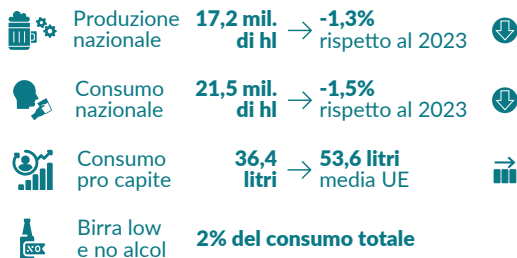 Produzione nazionale 17,2 mil. di hl → -1,3% rispetto al 2023
Consumo nazionale 21,5 mil. di hl → -1,5% rispetto al 2023
Consumo pro capite 36,4 litri → 53,6 litri media UE
Birra low e no alcol 2% del consumo totale